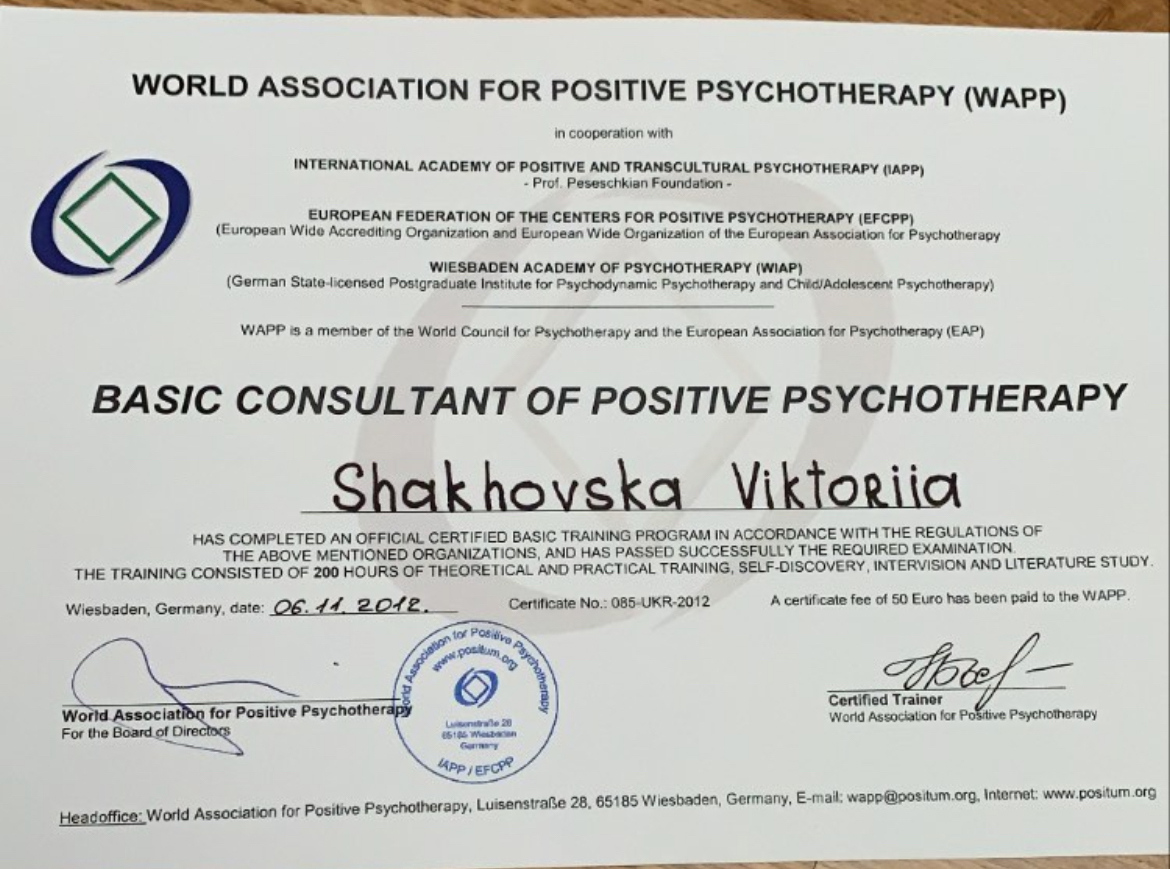 WORLD ASSOCIATION FOR POSITIVE PSYCHOTHERAPY (WAPP)
in cooperation with
INTERNATIONAL ACADEMY OF POSITIVE AND TRANSCULTURAL PSYCHOTHERAPY (IAPP)
- Prof. Peseschkian Foundation -
EUROPEAN FEDERATION OF THE CENTERS FOR POSITIVE PSYCHOTHERAPY (EFCPP)
(European Wide Accrediting Organization and European Wide Organization of the European Association for Psychotherapy
WIESBADEN ACADEMY OF PSYCHOTHERAPY (WIAP)
(German State-licensed Postgraduate Institute for Psychodynamic Psychotherapy and Child/Adolescent Psychotherapy)
WAPP is a member of the World Council for Psychotherapy and the European Association for Psychotherapy (EAP)
BASIC CONSULTANT OF POSITIVE PSYCHOTHERAPY
Shakhovska Viktoriia
HAS COMPLETED AN OFFICIAL CERTIFIED BASIC TRAINING PROGRAM IN ACCORDANCE WITH THE REGULATIONS OF
THE ABOVE MENTIONED ORGANIZATIONS, AND HAS PASSED SUCCESSFULLY THE REQUIRED EXAMINATION.
THE TRAINING CONSISTED OF 200 HOURS OF THEORETICAL AND PRACTICAL TRAINING, SELF-DISCOVERY, INTERVISION AND LITERATURE STUDY.
Wiesbaden, Germany, date: 06.11.2012. Certificate No.: 085-UKR-2012 A certificate fee of 50 Euro has been paid to the WAPP.
World Association for Positive Psychotherapy
www.positum.org
Luisenstraße 28
65185 Wiesbaden
Germany
IAPP / EFCPP
World Association for Positive Psychotherapy
For the Board of Directors
Certified Trainer
World Association for Positive Psychotherapy
Headoffice: World Association for Positive Psychotherapy, Luisenstraße 28, 65185 Wiesbaden, Germany, E-mail: wapp@positum.org, Internet: www.positum.org